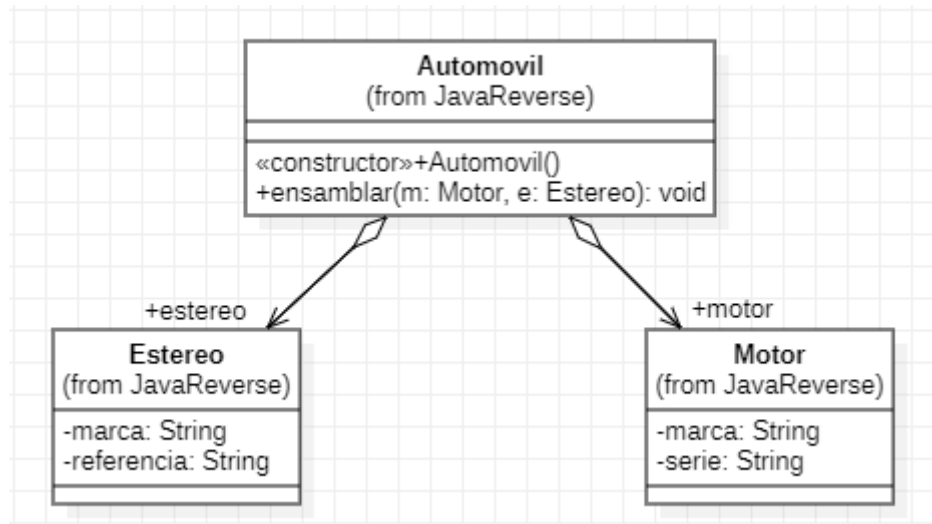 Automovil
(from JavaReverse)
«constructor»+Automovil()
+ensamblar(m: Motor, e: Estereo): void
+estereo
+motor
Estereo
(from JavaReverse)
-marca: String
-referencia: String
Motor
(from JavaReverse)
-marca: String
-serie: String